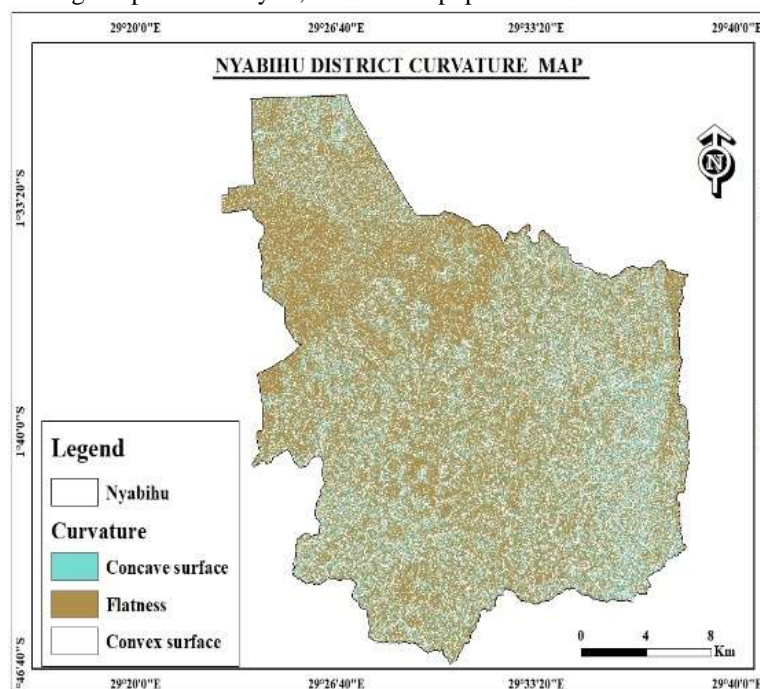 29°20'0"E 29°26'40"E 29°33'20"E 29°40'0"E
NYABIHU DISTRICT CURVATURE MAP
N
1°33'20"S
1°40'0"S
°46'40"S
Legend
Nyabihu
Curvature
Concave surface
Flatness
Convex surface
0 4 8
Km
29°20'0"E 29°26'40"E 29°33'20"E 29°40'0"E